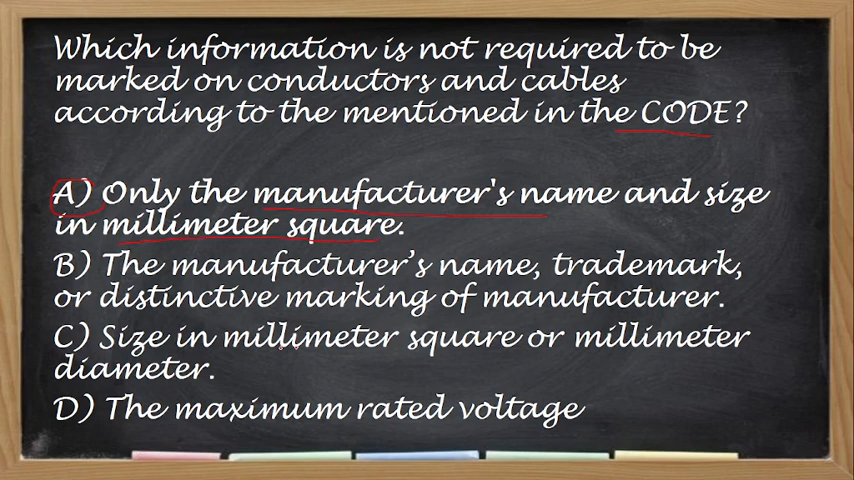 Which information is not required to be
marked on conductors and cables
according to the mentioned in the CODE?
A) Only the manufacturer's name and size
in millimeter square.
B) The manufacturer’s name, trademark,
or distinctive marking of manufacturer.
C) Size in millimeter square or millimeter
diameter.
D) The maximum rated voltage